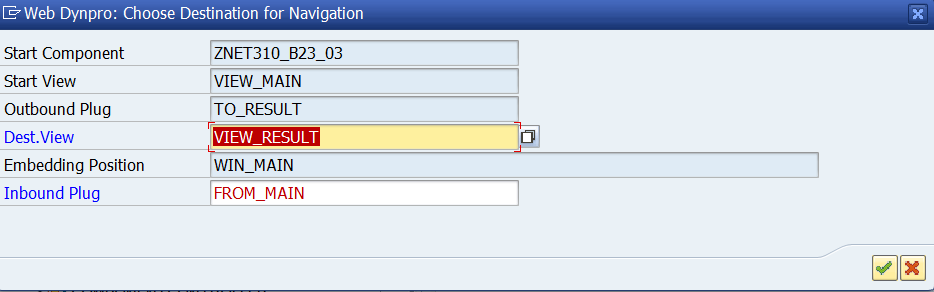 Web Dynpro: Choose Destination for Navigation
Start Component ZNET310_B23_03
Start View VIEW_MAIN
Outbound Plug TO_RESULT
Dest.View VIEW_RESULT
Embedding Position WIN_MAIN
Inbound Plug FROM_MAIN